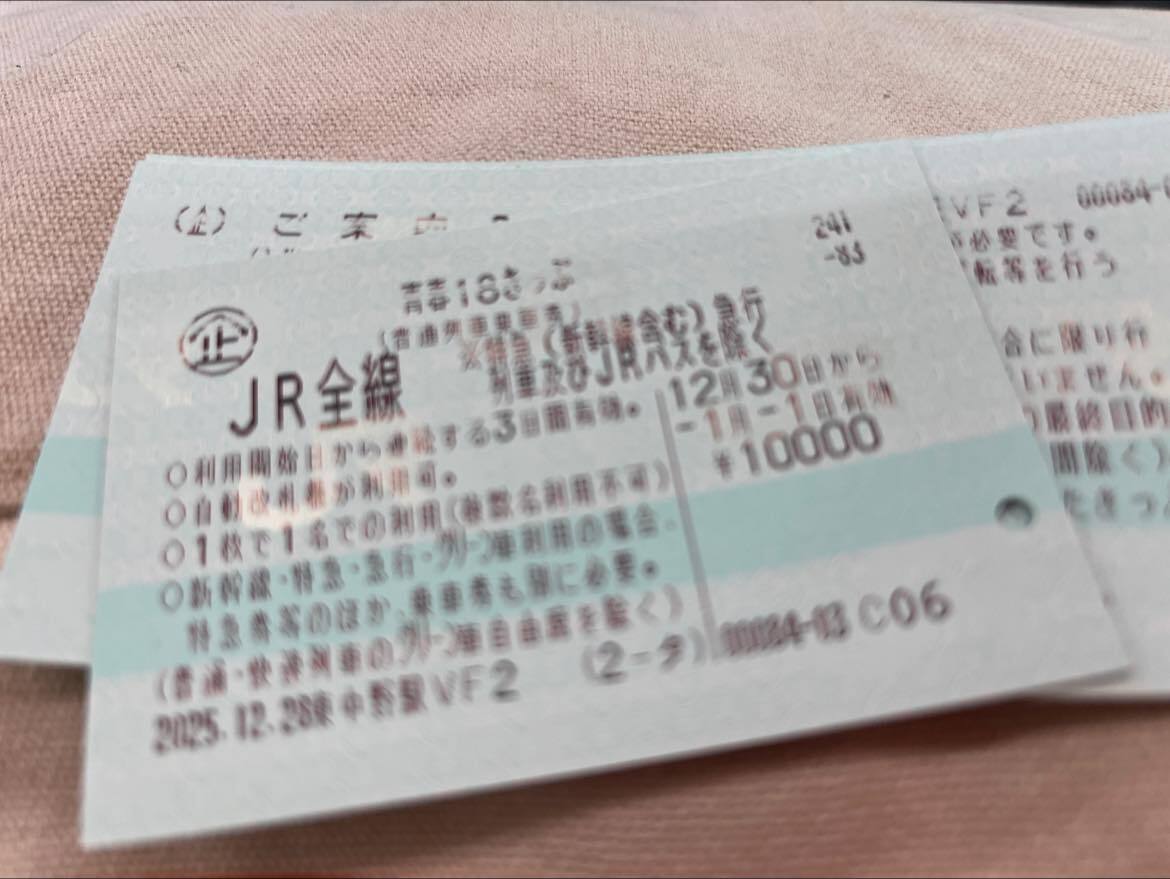 (企) ご 案 内
青春18きっぷ
241
-83
(普通列車乗車券)
企
JR全線
※特急(新幹線含む)急行
列車及びJRバスを除く
12月30日から
-1月-1日有効
¥10000
○利用開始日から連続する3日間有効。
○自動改札機が利用可。
○1枚で1名での利用(複数名利用不可)
○新幹線・特急・急行・グリーン車利用の場合、
特急券等のほか、乗車券も別に必要。
(普通・快速列車のグリーン車自由席を除く)
2025.12.28東中野駅VF2 (2-タ) 00084-03 C06
VF2 00084-0
必要です。
転等を行う
会に限り行
いません。
最終目的
間除く)
たきっ